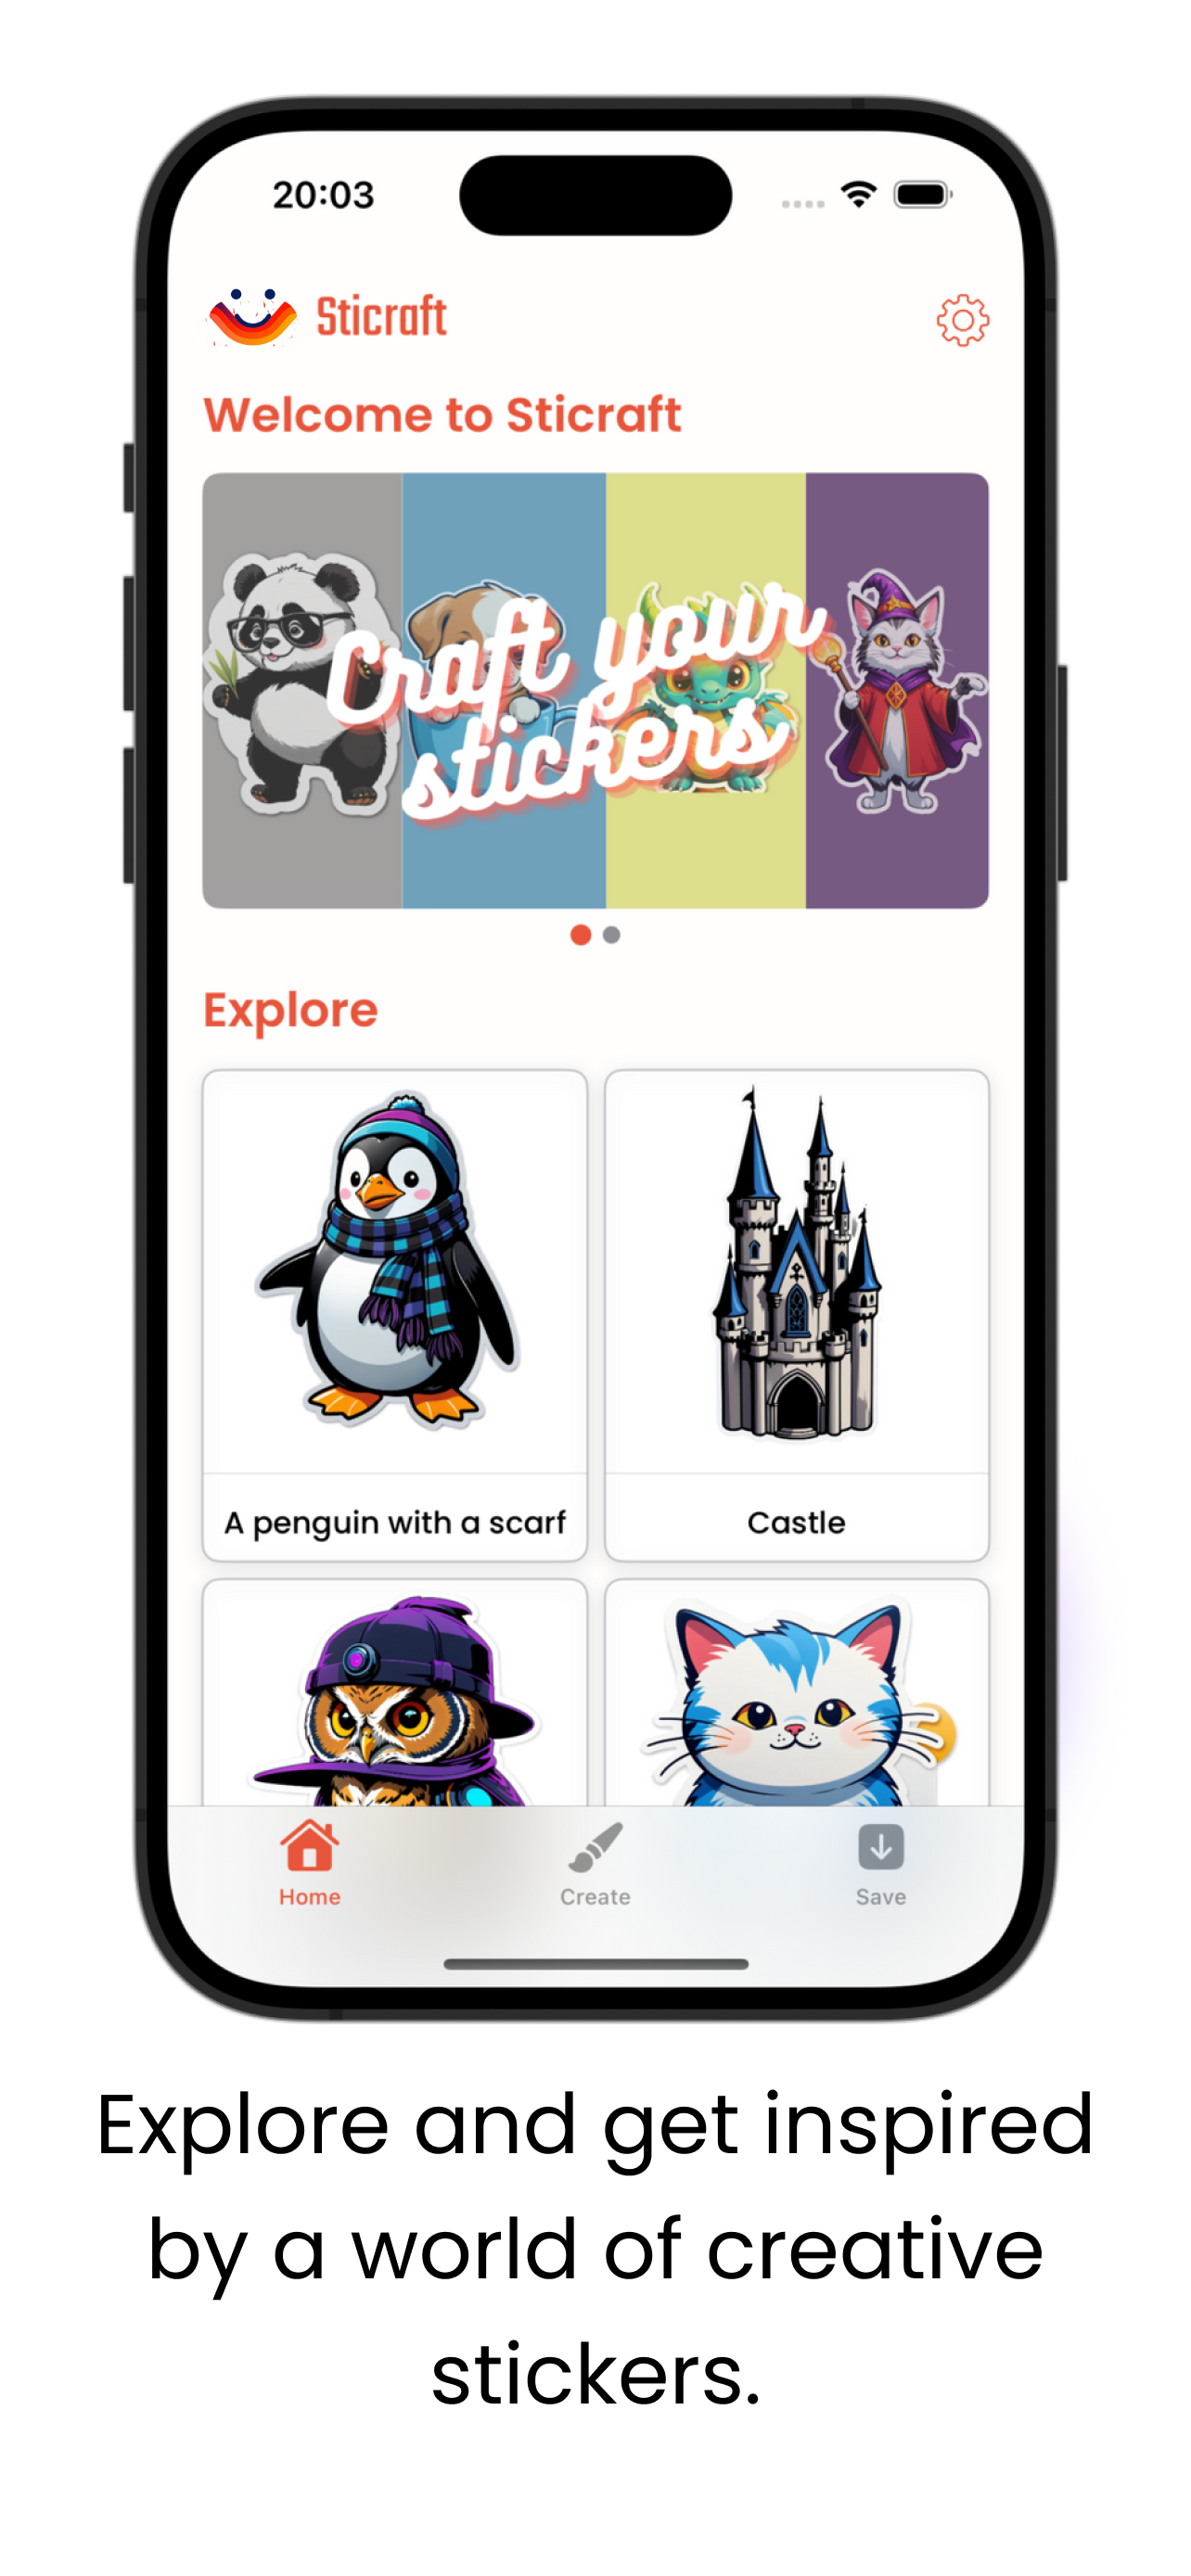 20:03
Sticraft
Welcome to Sticraft
Craft your
stickers
Explore
A penguin with a scarf
Castle
Home
Create
Save
Explore and get inspired
by a world of creative
stickers.